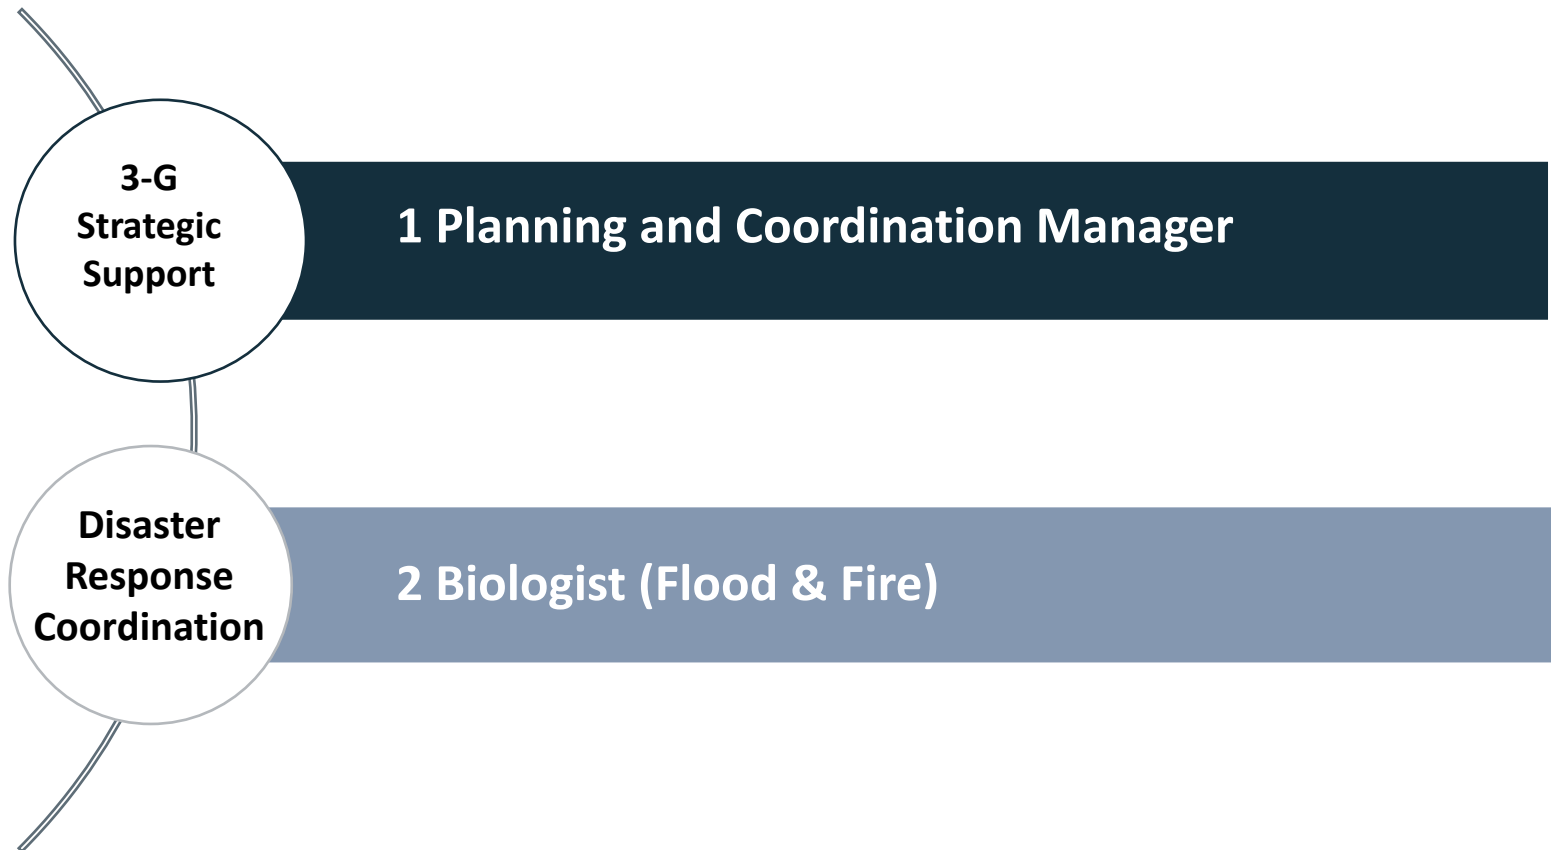 3-G
Strategic
Support
1 Planning and Coordination Manager
Disaster
Response
Coordination
2 Biologist (Flood & Fire)